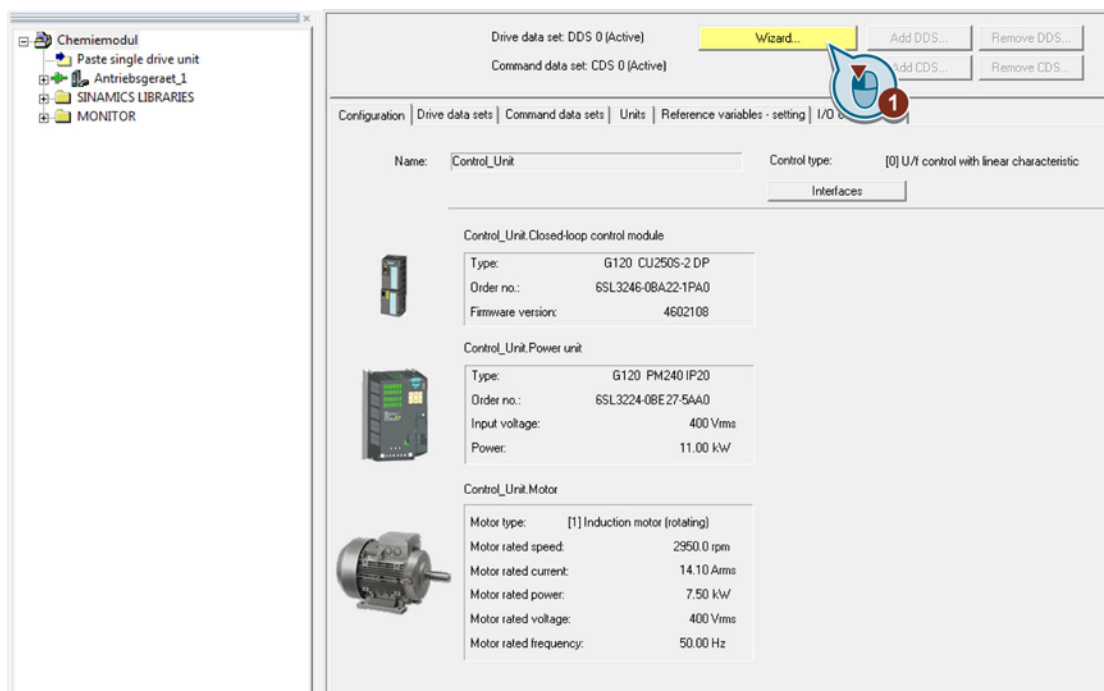 Chemiemodul
Paste single drive unit
Antriebsgeraet_1
SINAMICS LIBRARIES
MONITOR
Drive data set: DDS 0 (Active)
Wizard...
Add DDS...
Remove DDS...
Command data set: CDS 0 (Active)
Add CDS...
Remove CDS...
1
Configuration
Drive data sets
Command data sets
Units
Reference variables - setting
Name:
Control_Unit
Control type:
[0] U/f control with linear characteristic
Interfaces
Control_Unit.Closed-loop control module
Type: G120 CU250S-2 DP
Order no.: 6SL3246-0BA22-1PA0
Firmware version: 4602108
Control_Unit.Power unit
Type: G120 PM240 IP20
Order no.: 6SL3224-0BE27-5AA0
Input voltage: 400 Vrms
Power: 11.00 kW
Control_Unit.Motor
Motor type: [1] Induction motor (rotating)
Motor rated speed: 2950.0 rpm
Motor rated current: 14.10 Arms
Motor rated power: 7.50 kW
Motor rated voltage: 400 Vrms
Motor rated frequency: 50.00 Hz